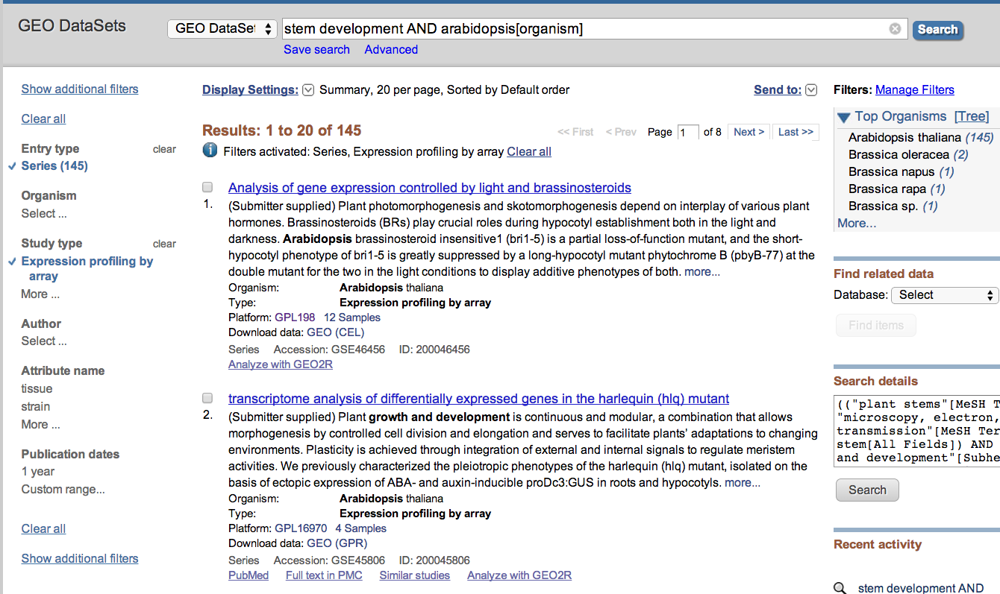 GEO DataSets
GEO DataSet
stem development AND arabidopsis[organism]
Search
Save search Advanced
Show additional filters
Clear all
Entry type clear
Series (145)
Organism
Select ...
Study type clear
Expression profiling by
array
More ...
Author
Select ...
Attribute name
tissue
strain
More ...
Publication dates
1 year
Custom range...
Clear all
Show additional filters
Display Settings: Summary, 20 per page, Sorted by Default order
Send to:
Results: 1 to 20 of 145
<< First < Prev Page 1 of 8 Next > Last >>
Filters activated: Series, Expression profiling by array Clear all
Analysis of gene expression controlled by light and brassinosteroids
1. (Submitter supplied) Plant photomorphogenesis and skotomorphogenesis depend on interplay of various plant
hormones. Brassinosteroids (BRs) play crucial roles during hypocotyl establishment both in the light and
darkness. Arabidopsis brassinosteroid insensitive1 (bri1-5) is a partial loss-of-function mutant, and the short-
hypocotyl phenotype of bri1-5 is greatly suppressed by a long-hypocotyl mutant phytochrome B (pbyB-77) at the
double mutant for the two in the light conditions to display additive phenotypes of both. more...
Organism: Arabidopsis thaliana
Type: Expression profiling by array
Platform: GPL198 12 Samples
Download data: GEO (CEL)
Series Accession: GSE46456 ID: 200046456
Analyze with GEO2R
transcriptome analysis of differentially expressed genes in the harlequin (hlq) mutant
2. (Submitter supplied) Plant growth and development is continuous and modular, a combination that allows
morphogenesis by controlled cell division and elongation and serves to facilitate plants’ adaptations to changing
environments. Plasticity is achieved through integration of external and internal signals to regulate meristem
activities. We previously characterized the pleiotropic phenotypes of the harlequin (hlq) mutant, isolated on the
basis of ectopic expression of ABA- and auxin-inducible proDc3:GUS in roots and hypocotyls. more...
Organism: Arabidopsis thaliana
Type: Expression profiling by array
Platform: GPL16970 4 Samples
Download data: GEO (GPR)
Series Accession: GSE45806 ID: 200045806
PubMed Full text in PMC Similar studies Analyze with GEO2R
Filters: Manage Filters
Top Organisms [Tree]
Arabidopsis thaliana (145)
Brassica oleracea (2)
Brassica napus (1)
Brassica rapa (1)
Brassica sp. (1)
More...
Find related data
Database: Select
Find items
Search details
(("plant stems"[MeSH T
"microscopy, electron,
transmission"[MeSH Ter
stem[All Fields]) AND
and development"[Subhe
Search
Recent activity
stem development AND